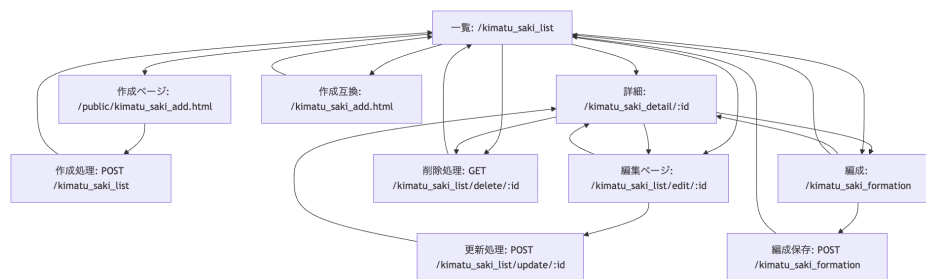 一覧: /kimatu_saki_list
作成ページ:
/public/kimatu_saki_add.html
作成互換:
/kimatu_saki_add.html
詳細:
/kimatu_saki_detail/:id
作成処理: POST
/kimatu_saki_list
削除処理: GET
/kimatu_saki_list/delete/:id
編集ページ:
/kimatu_saki_list/edit/:id
編成:
/kimatu_saki_formation
更新処理: POST
/kimatu_saki_list/update/:id
編成保存: POST
/kimatu_saki_formation